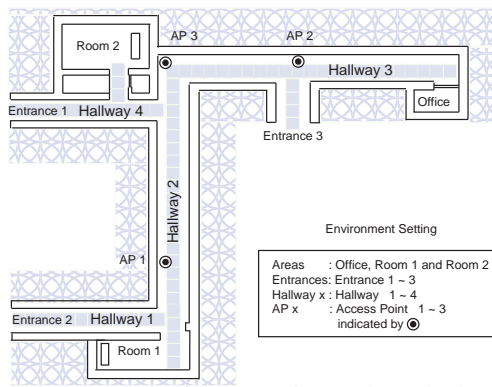 AP 3
AP 2
Room 2
Hallway 3
Office
Entrance 1
Hallway 4
Entrance 3
Hallway 2
AP 1
Entrance 2
Hallway 1
Room 1
Environment Setting
Areas : Office, Room 1 and Room 2
Entrances: Entrance 1 ~ 3
Hallway x : Hallway 1 ~ 4
AP x : Access Point 1 ~ 3
indicated by